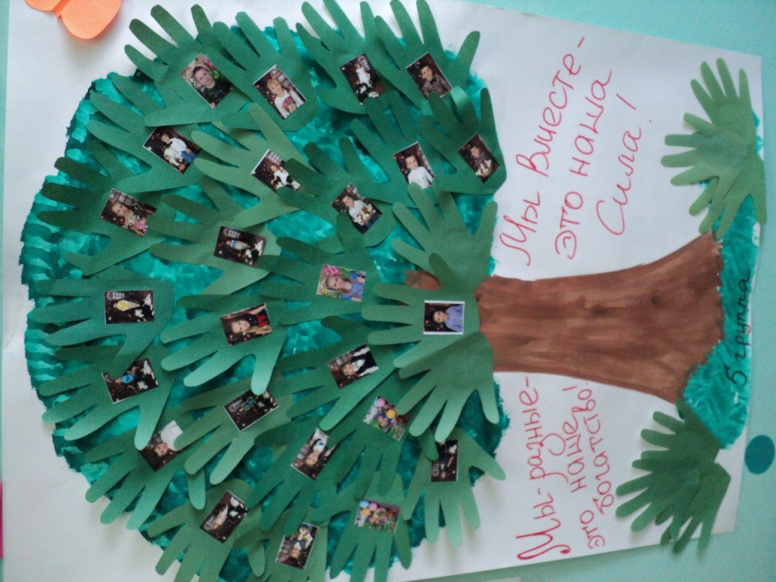 Мы-разные-
это наше
богатство!
Мы вместе-
это наша
Сила!
5 группа